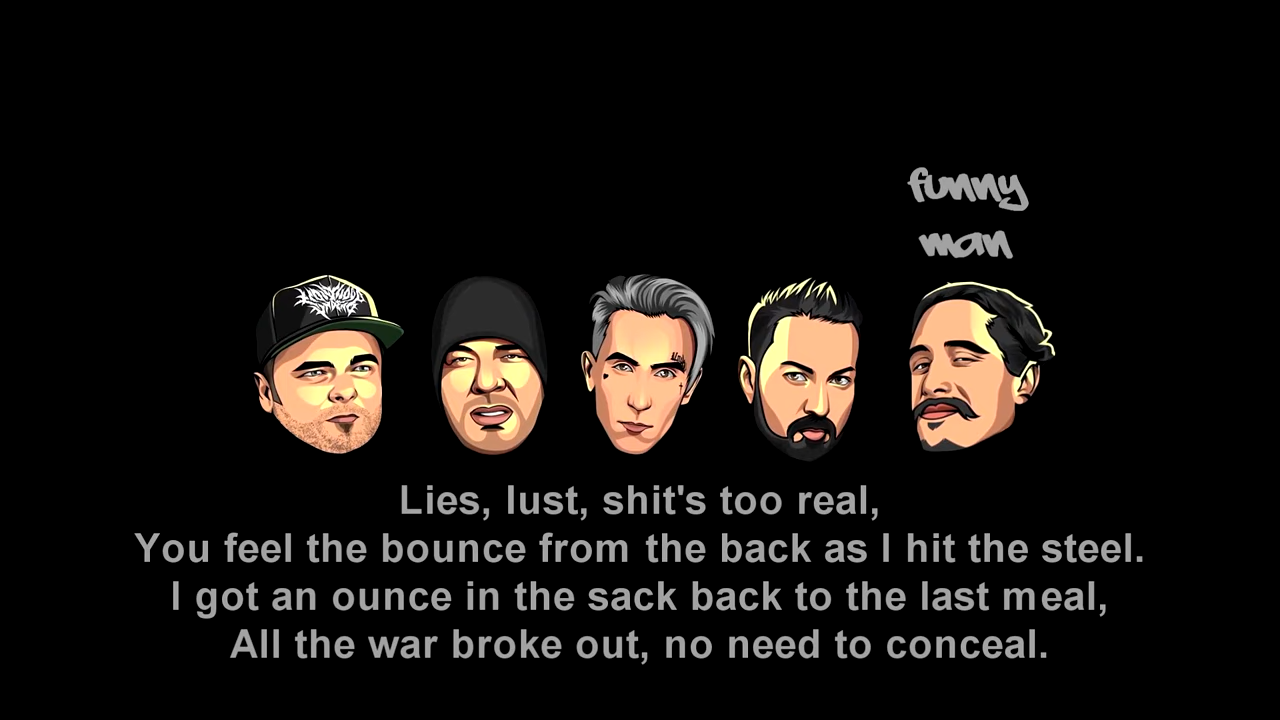 funny
man
Lies, lust, shit's too real,
You feel the bounce from the back as I hit the steel.
I got an ounce in the sack back to the last meal,
All the war broke out, no need to conceal.